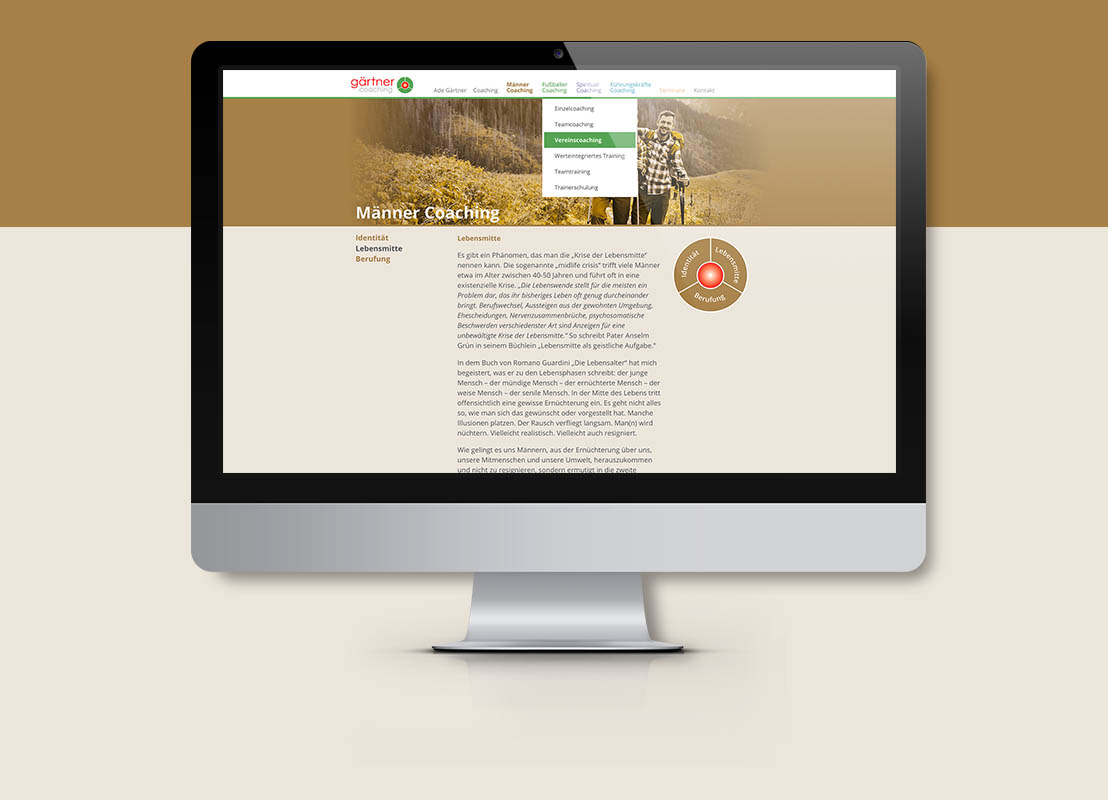 gärtner
coaching
Ade Gärtner
Coaching
Männer
Coaching
Fußballer
Coaching
Spiritual
Coaching
Führungskräfte
Coaching
Seminare
Kontakt
Einzelcoaching
Teamcoaching
Vereinscoaching
Werteintegriertes Training
Teamtraining
Trainerschulung
Männer Coaching
Identität
Lebensmitte
Berufung
Lebensmitte
Es gibt ein Phänomen, das man die „Krise der Lebensmitte“
nennen kann. Die sogenannte „midlife crisis“ trifft viele Männer
etwa im Alter zwischen 40-50 Jahren und führt oft in eine
existenzielle Krise. „Die Lebenswende stellt für die meisten ein
Problem dar, das ihr bisheriges Leben oft genug durcheinander
bringt. Berufswechsel, Aussteigen aus der gewohnten Umgebung,
Ehescheidungen, Nervenzusammenbrüche, psychosomatische
Beschwerden verschiedenster Art sind Anzeigen für eine
unbewältigte Krise der Lebensmitte.“ So schreibt Pater Anselm
Grün in seinem Büchlein „Lebensmitte als geistliche Aufgabe.“
In dem Buch von Romano Guardini „Die Lebensalter“ hat mich
begeistert, was er zu den Lebensphasen schreibt: der junge
Mensch – der mündige Mensch – der ernüchterte Mensch – der
weise Mensch – der senile Mensch. In der Mitte des Lebens tritt
offensichtlich eine gewisse Ernüchterung ein. Es geht nicht alles
so, wie man sich das gewünscht oder vorgestellt hat. Manche
Illusionen platzen. Der Rausch verfliegt langsam. Man(n) wird
nüchtern. Vielleicht realistisch. Vielleicht auch resigniert.
Wie gelingt es uns Männern, aus der Ernüchterung über uns,
unsere Mitmenschen und unsere Umwelt, herauszukommen
und nicht zu resignieren, sondern ermutigt in die zweite
Identität
Lebensmitte
Berufung